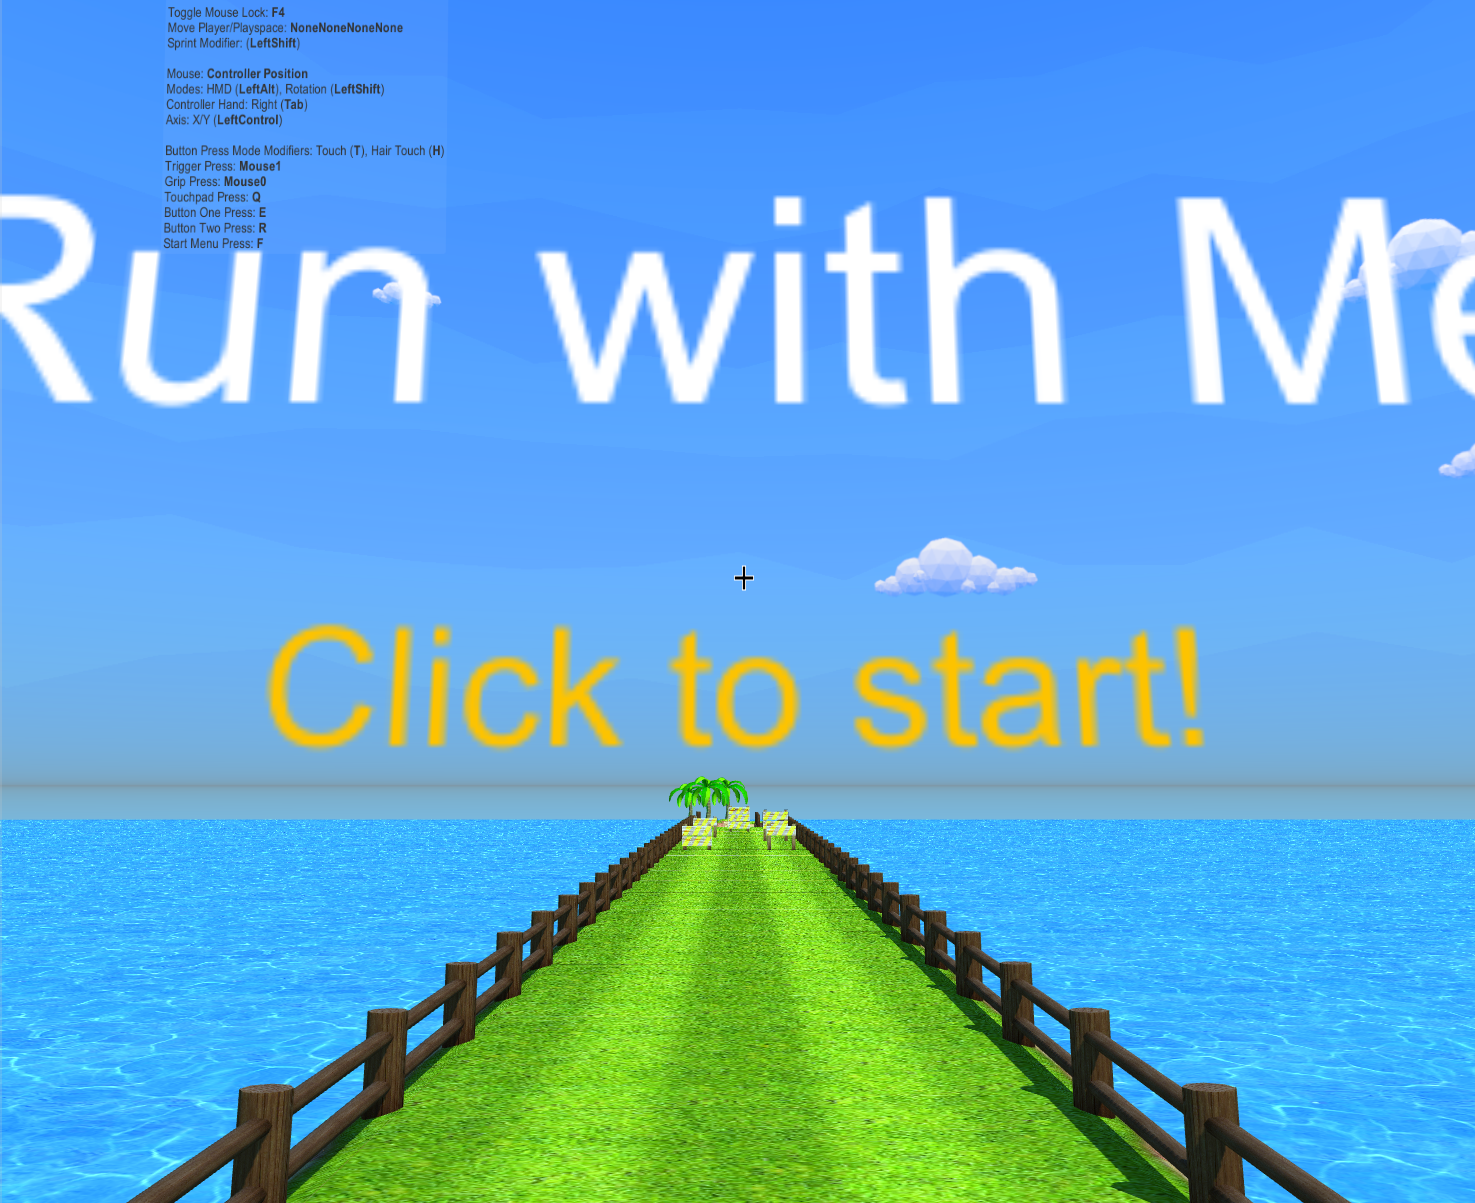 Toggle Mouse Lock: F4
Move Player/Playspace: NoneNoneNoneNone
Sprint Modifier: (LeftShift)
Mouse: Controller Position
Modes: HMD (LeftAlt), Rotation (LeftShift)
Controller Hand: Right (Tab)
Axis: X/Y (LeftControl)
Button Press Mode Modifiers: Touch (T), Hair Touch (H)
Trigger Press: Mouse1
Grip Press: Mouse0
Touchpad Press: Q
Button One Press: E
Button Two Press: R
Start Menu Press: F
Run with Me
Click to start!